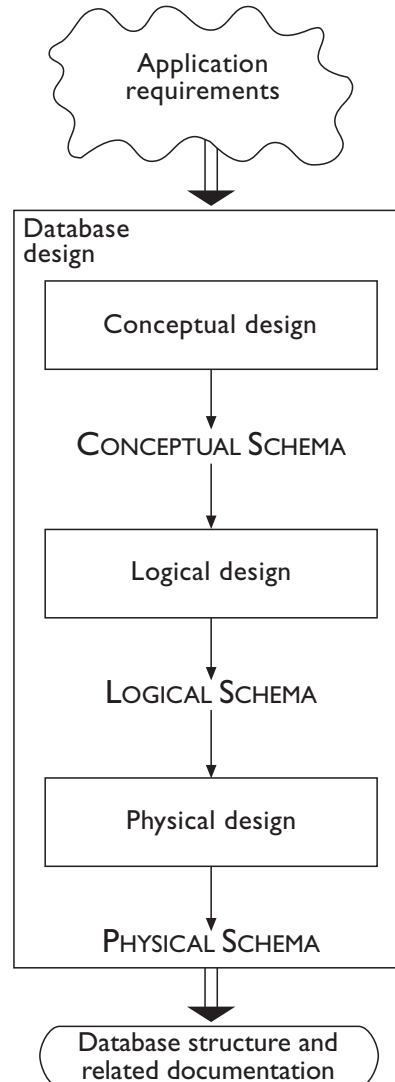 Application
requirements
Database
design
Conceptual design
CONCEPTUAL SCHEMA
Logical design
LOGICAL SCHEMA
Physical design
PHYSICAL SCHEMA
Database structure and
related documentation